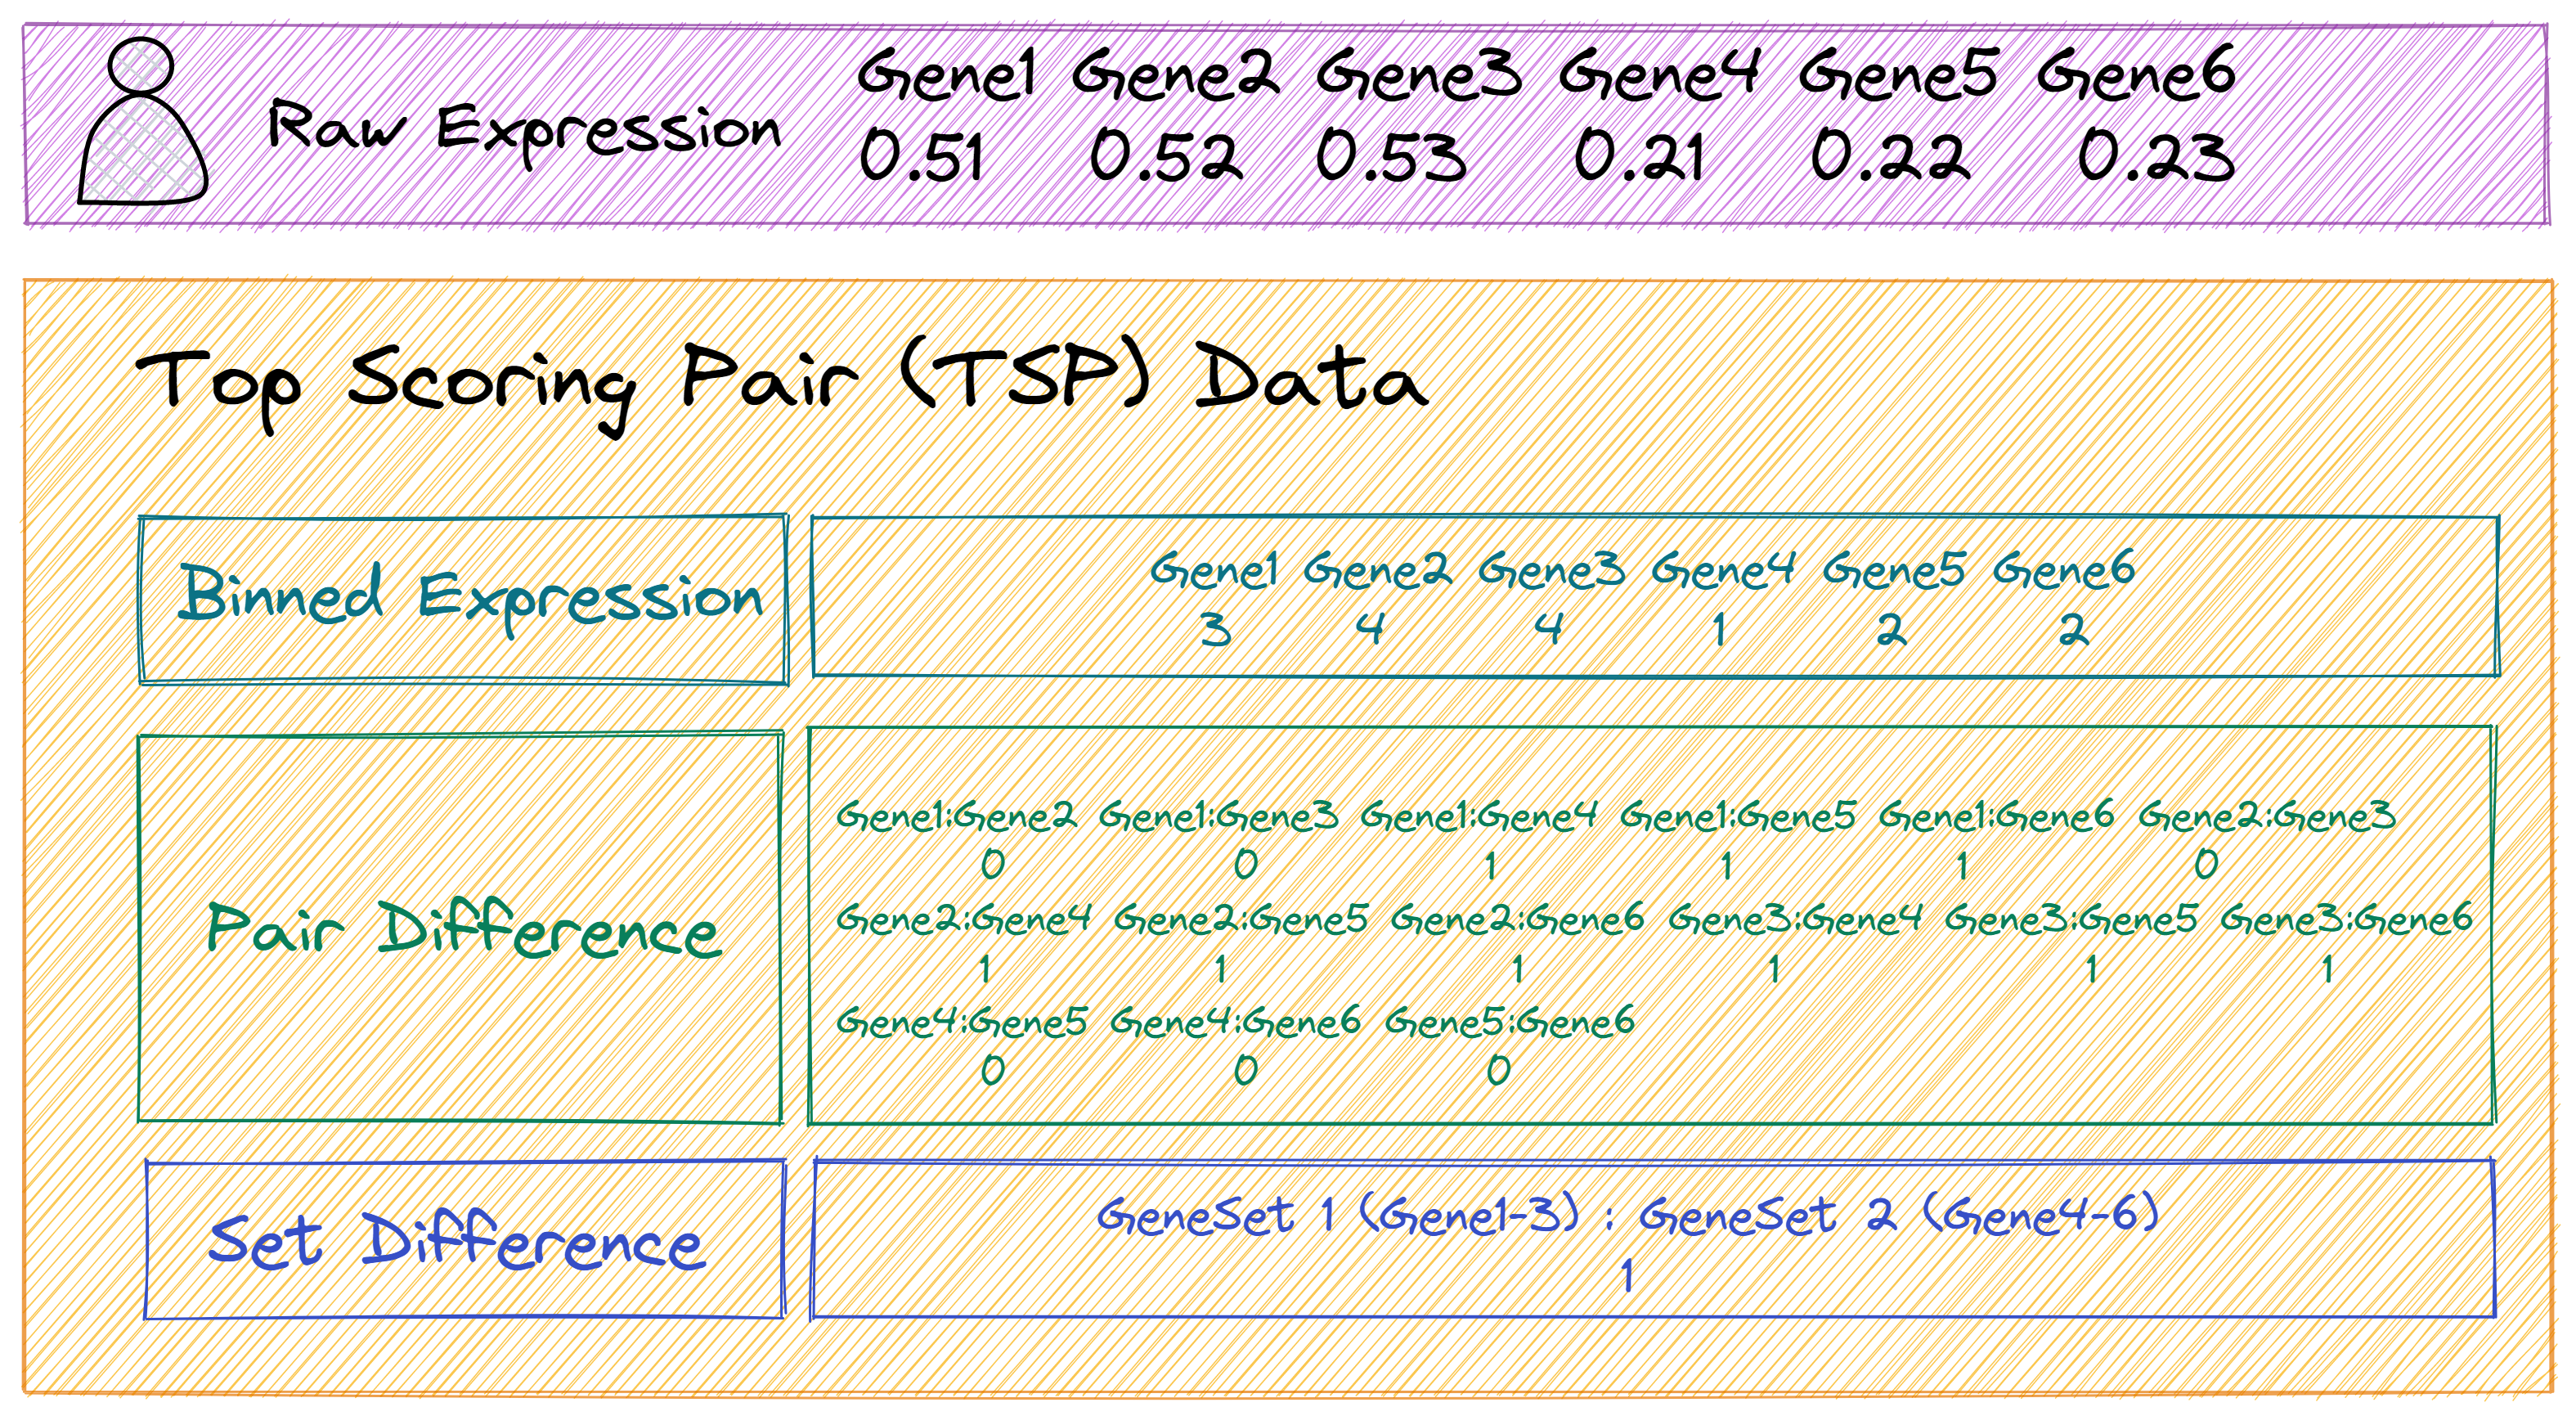 Gene1 Gene2 Gene3 Gene4 Gene5 Gene6
Raw Expression
0.51 0.52 0.53 0.21 0.22 0.23
Top Scoring Pair (TSP) Data
Binned Expression
Gene1 Gene2 Gene3 Gene4 Gene5 Gene6
3 4 4 1 2 2
Pair Difference
Gene1:Gene2 Gene1:Gene3 Gene1:Gene4 Gene1:Gene5 Gene1:Gene6 Gene2:Gene3
0 0 1 1 1 0
Gene2:Gene4 Gene2:Gene5 Gene2:Gene6 Gene3:Gene4 Gene3:Gene5 Gene3:Gene6
1 1 1 1 1 1
Gene4:Gene5 Gene4:Gene6 Gene5:Gene6
0 0 0
Set Difference
GeneSet 1 (Gene1-3) : GeneSet 2 (Gene4-6)
1